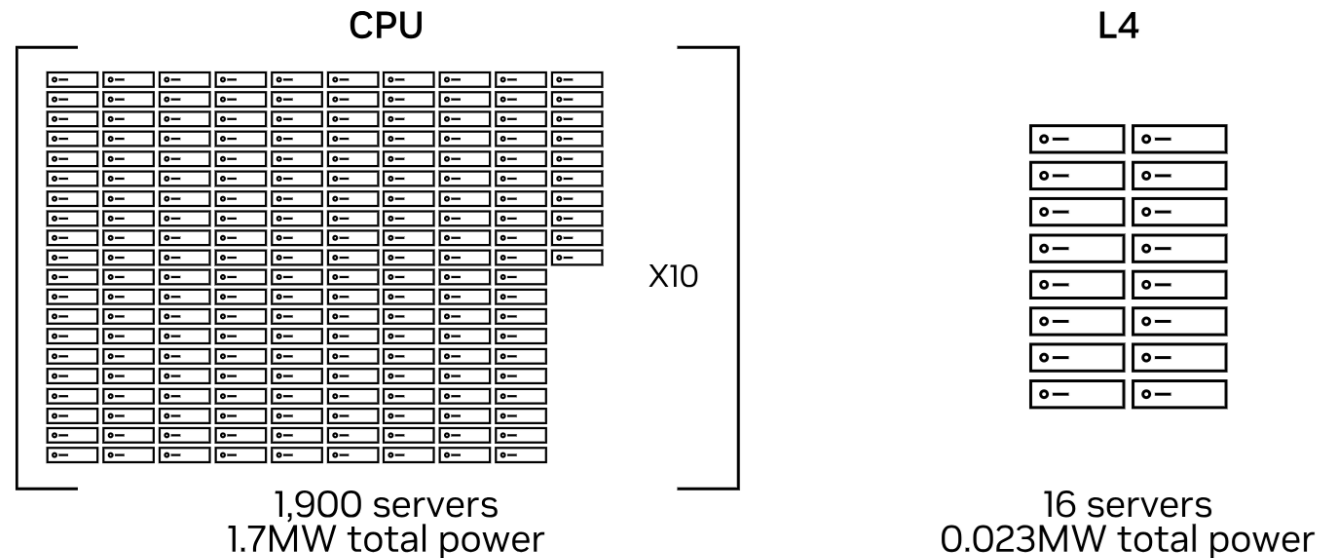 CPU
L4
X10
1,900 servers
1.7MW total power
16 servers
0.023MW total power